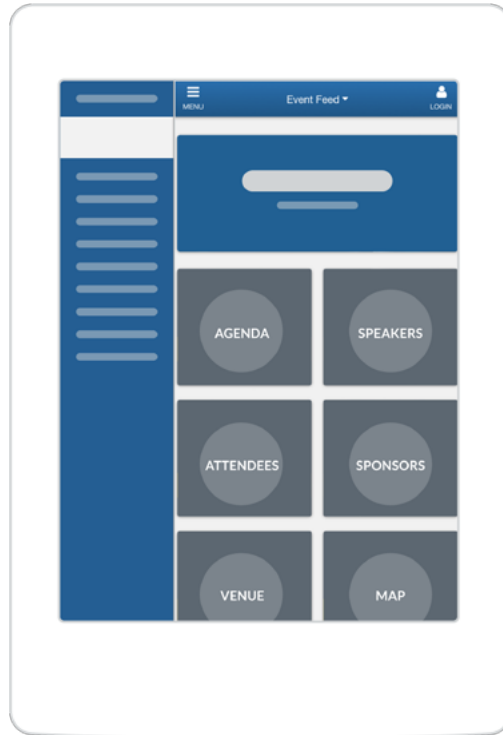 MENU
Event Feed
LOGIN
AGENDA
SPEAKERS
ATTENDEES
SPONSORS
VENUE
MAP